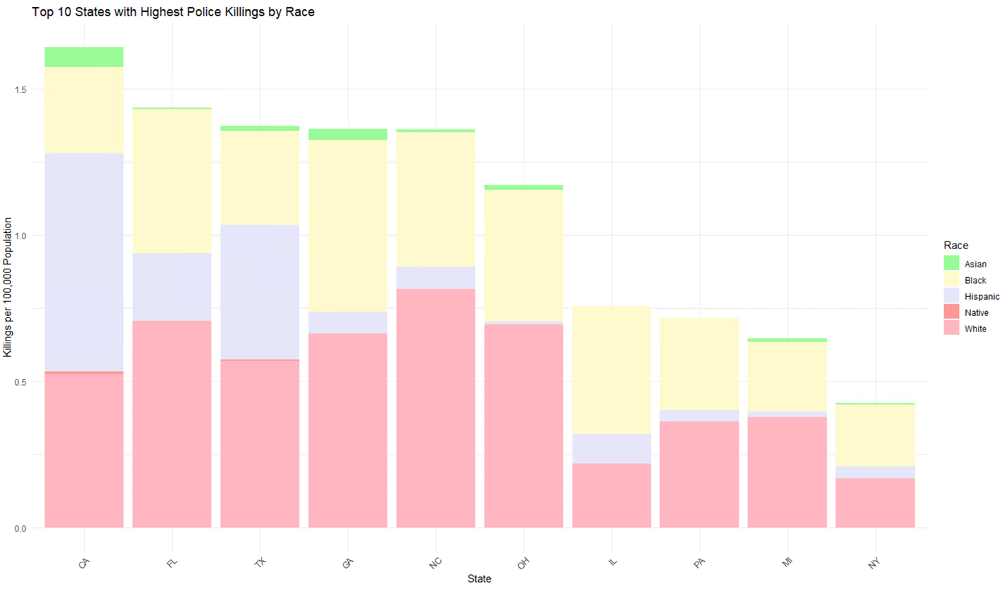 Top 10 States with Highest Police Killings by Race
Killings per 100,000 Population
1.5
1.0
0.5
0.0
CA
FL
TX
GA
NC
OH
IL
PA
MI
NY
State
Race
Asian
Black
Hispanic
Native
White